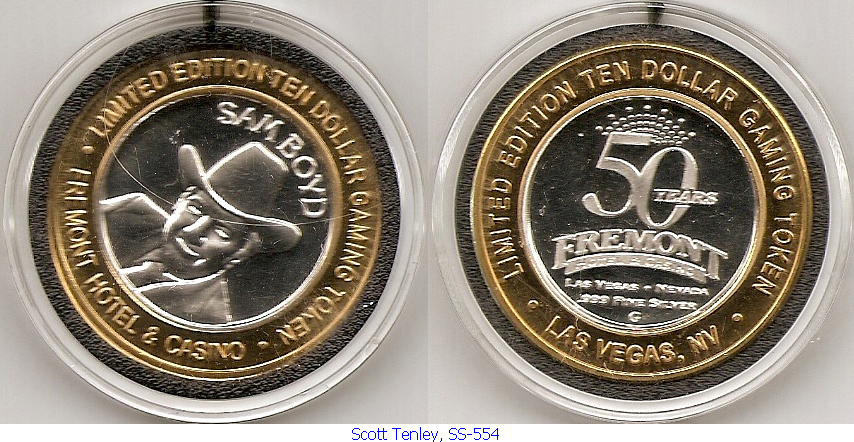 LIMITED EDITION TEN DOLLAR GAMING TOKEN
SAM BOYD
• FREMONT HOTEL & CASINO •
LIMITED EDITION TEN DOLLAR GAMING TOKEN
50
YEARS
FREMONT
LAS VEGAS • NEVADA
.999 FINE SILVER
G
• LAS VEGAS, NV •
Scott Tenley, SS-554